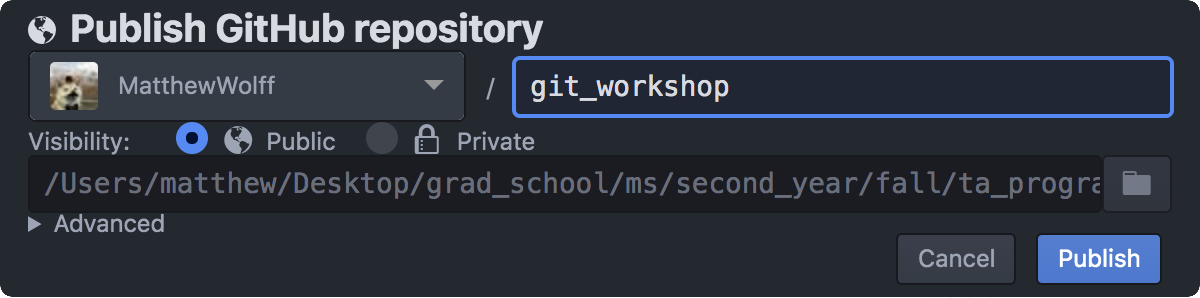 Publish GitHub repository
MatthewWolff / git_workshop
Visibility: Public Private
/Users/matthew/Desktop/grad_school/ms/second_year/fall/ta_progra
Advanced
Cancel Publish